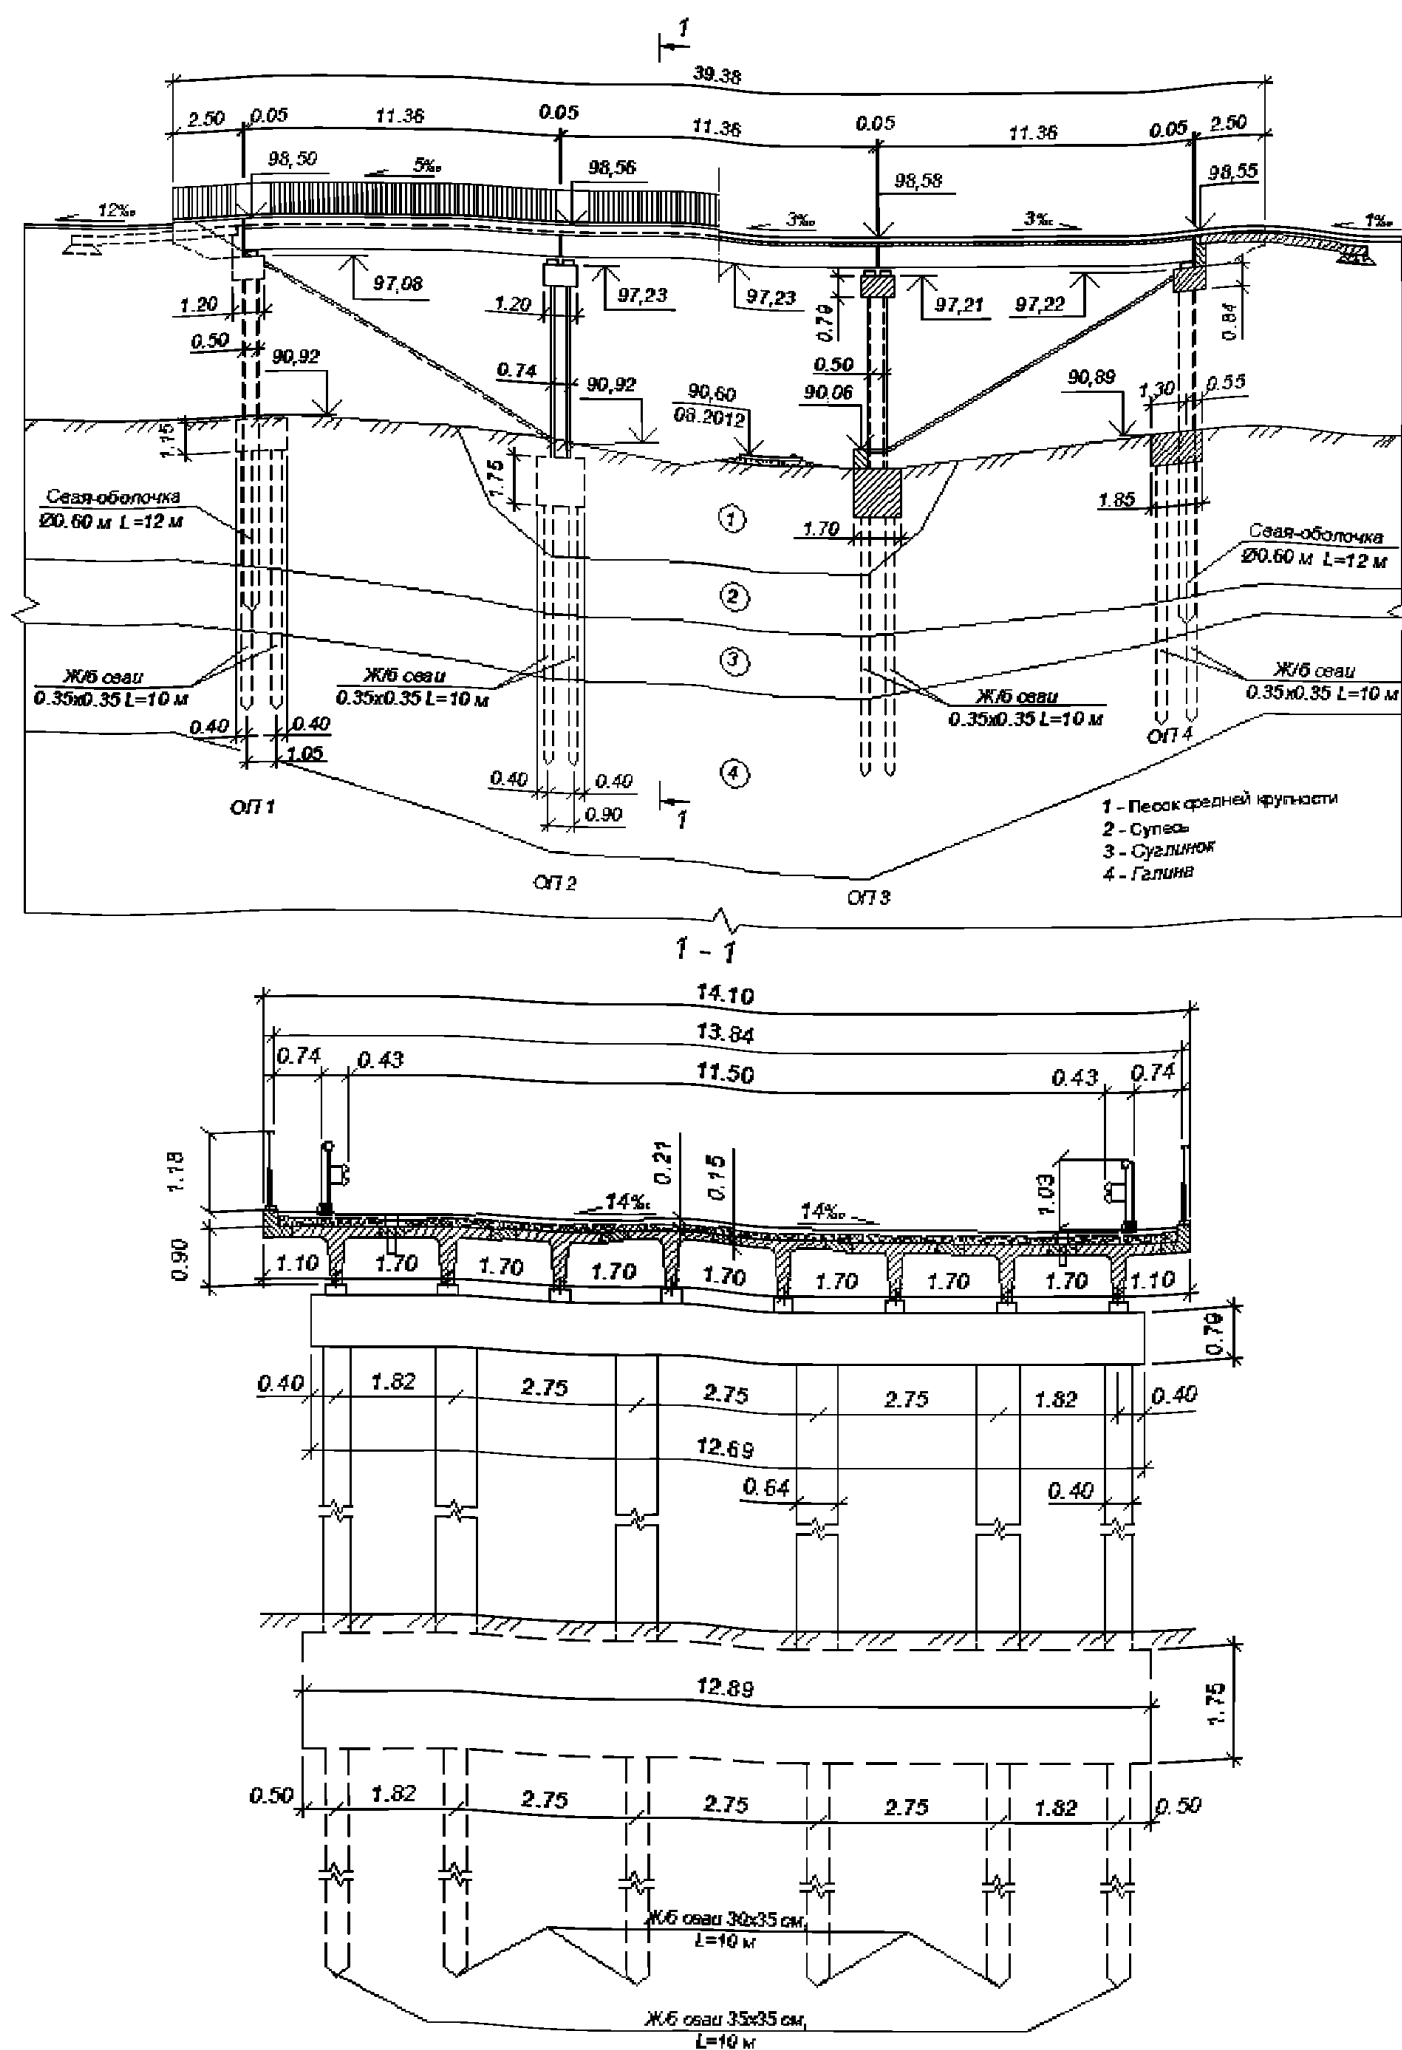 1
39.38
2.50 0.05 11.36 0.05 11.36 0.05 11.36 0.05 2.50
98,50 5‰ 98,56 98,58 98,55
12‰ 3‰ 3‰ 1‰
97,08 97,23 97,23 97,21 97,22
1.20 1.20 0.79 0.84
0.50 0.74 0.50
90,92 90,92 90,60 90,06 90,89 1.30 0.55
08.2012
1.15 1.75 1.70 1.85
Свая-оболочка
Ø0.60 м L=12 м
1
Свая-оболочка
Ø0.60 м L=12 м
2
3
Ж/б сваи
0.35х0.35 L=10 м
Ж/б сваи
0.35х0.35 L=10 м
Ж/б сваи
0.35х0.35 L=10 м
Ж/б сваи
0.35х0.35 L=10 м
0.40 0.40
1.05
0.40 0.40
0.90
4
ОП 4
ОП 1
1
1 - Песок средней крупности
2 - Супесь
3 - Суглинок
4 - Галина
ОП 2
ОП 3
1 - 1
14.10
13.84
0.74 0.43 11.50 0.43 0.74
1.18 0.21 0.15 1.03
14‰ 14‰
0.90
1.10 1.70 1.70 1.70 1.70 1.70 1.70 1.70 1.10
0.79
0.40 1.82 2.75 2.75 2.75 1.82 0.40
12.69
0.64 0.40
12.89
1.75
0.50 1.82 2.75 2.75 2.75 1.82 0.50
Ж/б сваи 30х35 см,
L=10 м
Ж/б сваи 35х35 см,
L=10 м